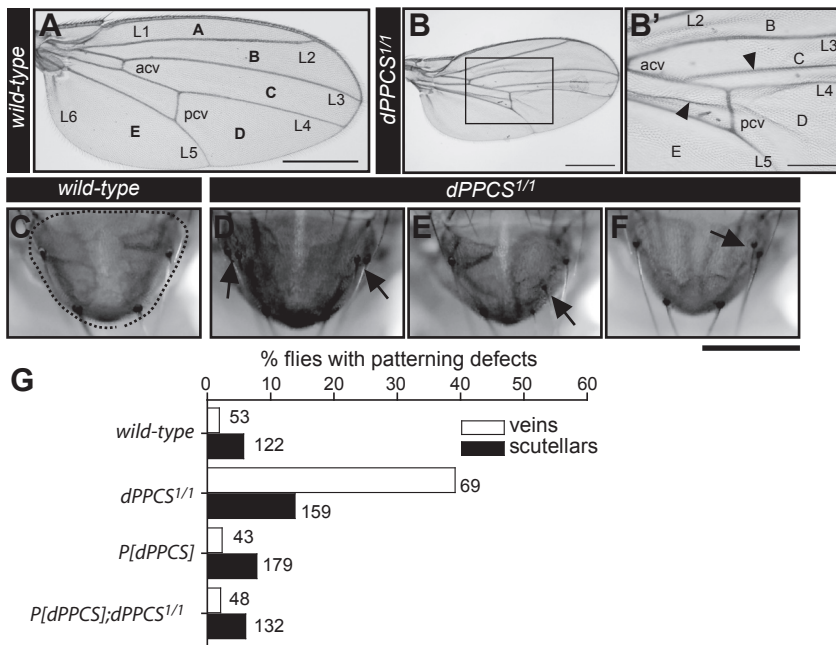 wild-type
A
L1
A
B
L2
acv
C
L3
pcv
L6
E
D
L4
L5
dPPCS1/1
B
B’
L2
B
L3
acv
C
L4
pcv
D
E
L5
wild-type
dPPCS1/1
C
D
E
F
G
% flies with patterning defects
0 10 20 30 40 50 60
wild-type
53
122
veins
scutellars
dPPCS1/1
69
159
P[dPPCS]
43
179
P[dPPCS];dPPCS1/1
48
132